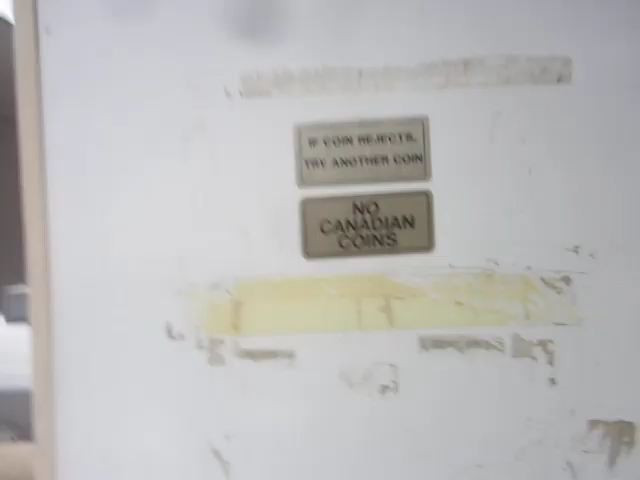 IF COIN REJECTS,
TRY ANOTHER COIN
NO
CANADIAN
COINS